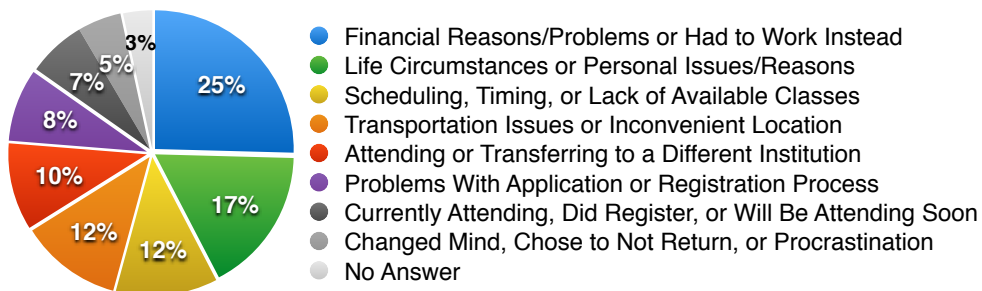 3%
5%
7%
25%
8%
10%
17%
12%
12%
Financial Reasons/Problems or Had to Work Instead
Life Circumstances or Personal Issues/Reasons
Scheduling, Timing, or Lack of Available Classes
Transportation Issues or Inconvenient Location
Attending or Transferring to a Different Institution
Problems With Application or Registration Process
Currently Attending, Did Register, or Will Be Attending Soon
Changed Mind, Chose to Not Return, or Procrastination
No Answer